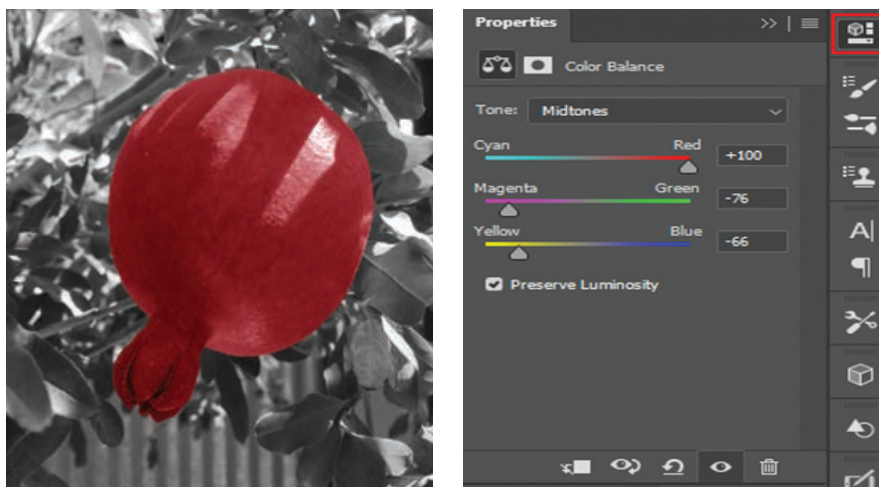 Properties
Color Balance
Tone: Midtones
Cyan Red +100
Magenta Green -76
Yellow Blue -66
Preserve Luminosity
A|